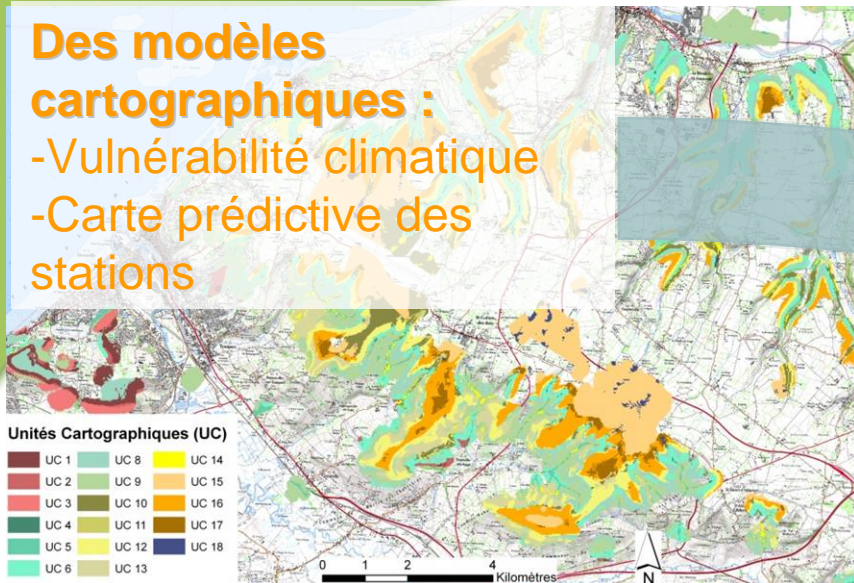 Des modèles
cartographiques :
-Vulnérabilité climatique
-Carte prédictive des
stations
Unités Cartographiques (UC)
UC 1 UC 8 UC 14
UC 2 UC 9 UC 15
UC 3 UC 10 UC 16
UC 4 UC 11 UC 17
UC 5 UC 12 UC 18
UC 6 UC 13
0 1 2 4
Kilomètres
N